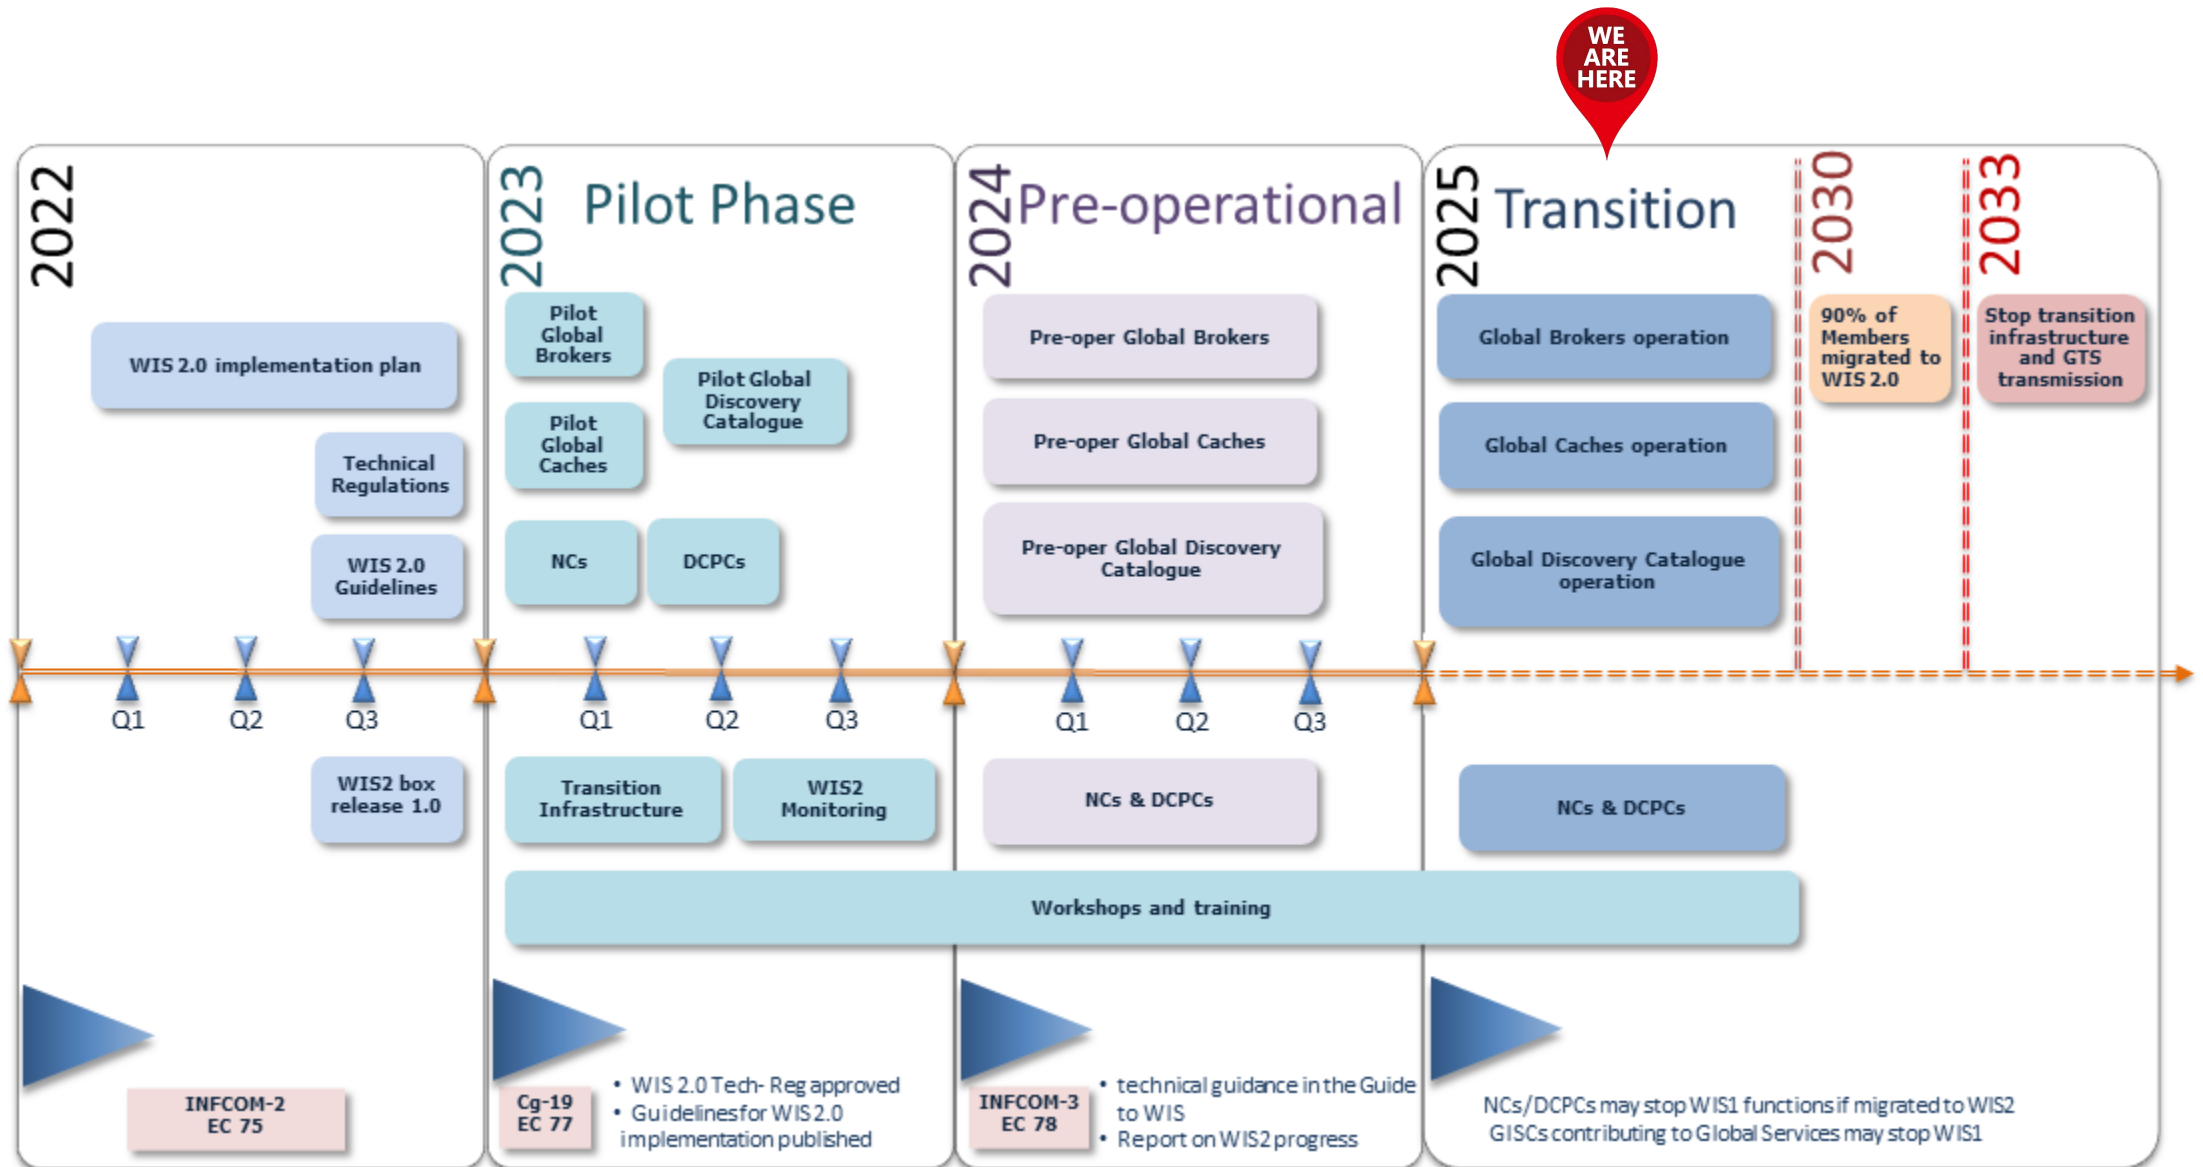 WE
ARE
HERE
2022
WIS 2.0 implementation plan
Technical
Regulations
WIS 2.0
Guidelines
Q1
Q2
Q3
WIS2 box
release 1.0
INFCOM-2
EC 75
2023
Pilot Phase
Pilot
Global
Brokers
Pilot Global
Discovery
Catalogue
Pilot
Global
Caches
NCs
DCPCs
Q1
Q2
Q3
Transition
Infrastructure
WIS2
Monitoring
Workshops and training
Cg-19
EC 77
• WIS 2.0 Tech- Reg approved
• Guidelines for WIS 2.0
implementation published
2024
Pre-operational
Pre-oper Global Brokers
Pre-oper Global Caches
Pre-oper Global Discovery
Catalogue
Q1
Q2
Q3
NCs & DCPCs
INFCOM-3
EC 78
• technical guidance in the Guide
to WIS
• Report on WIS2 progress
2025
Transition
Global Brokers operation
Global Caches operation
Global Discovery Catalogue
operation
NCs & DCPCs
NCs/DCPCs may stop WIS1 functions if migrated to WIS2
GISCs contributing to Global Services may stop WIS1
2030
90% of
Members
migrated to
WIS 2.0
2033
Stop transition
infrastructure
and GTS
transmission